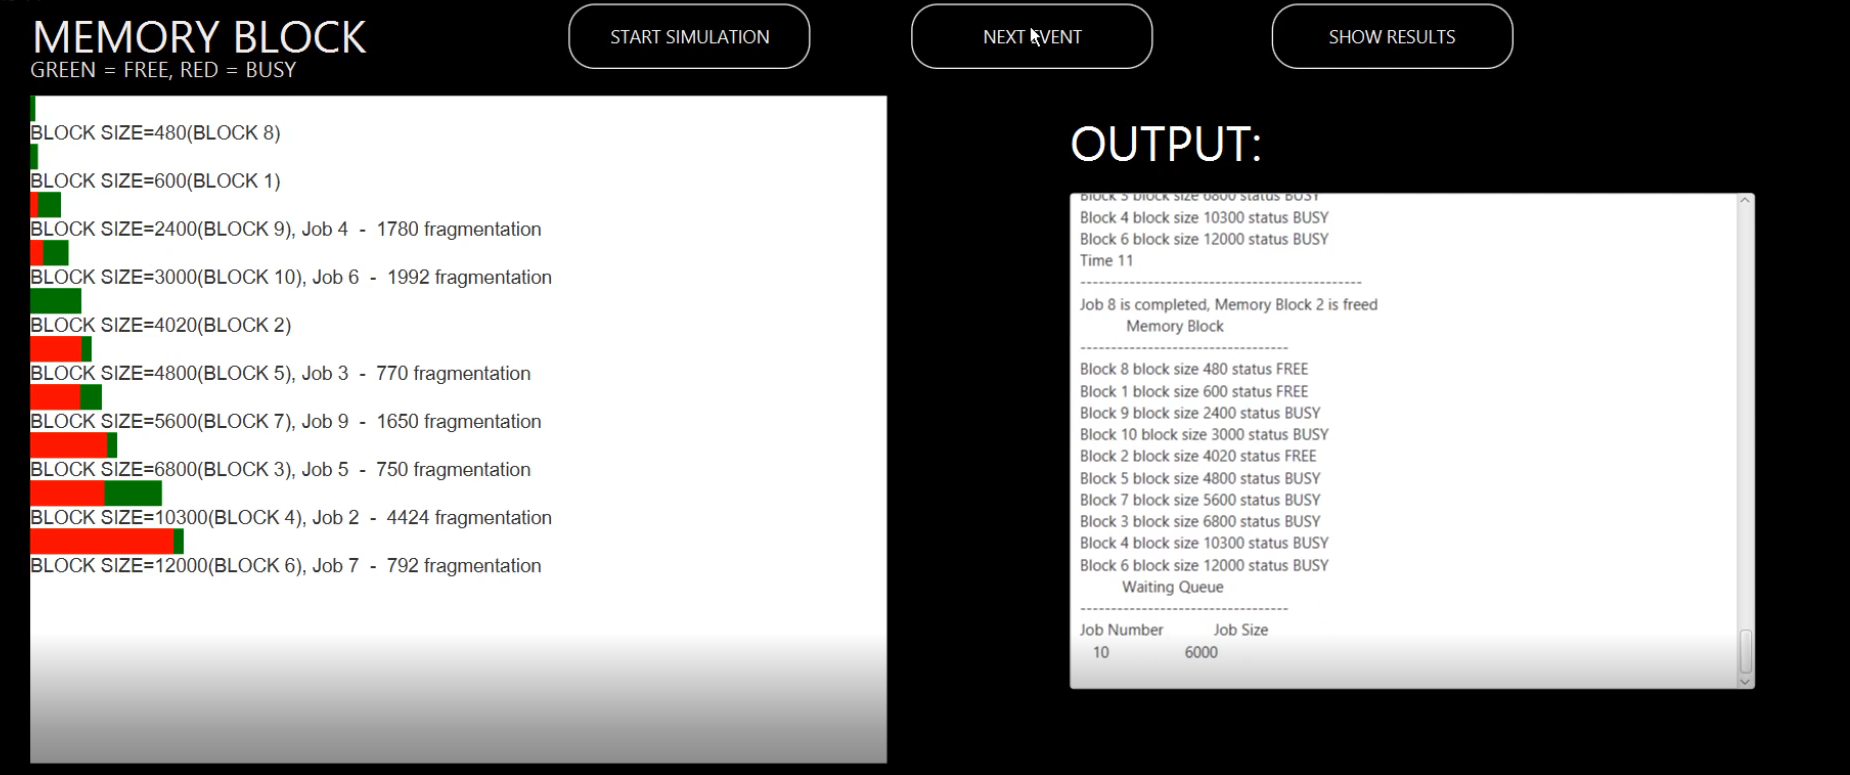 MEMORY BLOCK
GREEN = FREE, RED = BUSY
START SIMULATION
NEXT EVENT
SHOW RESULTS
BLOCK SIZE=480(BLOCK 8)
BLOCK SIZE=600(BLOCK 1)
BLOCK SIZE=2400(BLOCK 9), Job 4 - 1780 fragmentation
BLOCK SIZE=3000(BLOCK 10), Job 6 - 1992 fragmentation
BLOCK SIZE=4020(BLOCK 2)
BLOCK SIZE=4800(BLOCK 5), Job 3 - 770 fragmentation
BLOCK SIZE=5600(BLOCK 7), Job 9 - 1650 fragmentation
BLOCK SIZE=6800(BLOCK 3), Job 5 - 750 fragmentation
BLOCK SIZE=10300(BLOCK 4), Job 2 - 4424 fragmentation
BLOCK SIZE=12000(BLOCK 6), Job 7 - 792 fragmentation
OUTPUT:
Block 3 block size 6800 status BUSY
Block 4 block size 10300 status BUSY
Block 6 block size 12000 status BUSY
Time 11
---------------------------------------------
Job 8 is completed, Memory Block 2 is freed
Memory Block
---------------------------------
Block 8 block size 480 status FREE
Block 1 block size 600 status FREE
Block 9 block size 2400 status BUSY
Block 10 block size 3000 status BUSY
Block 2 block size 4020 status FREE
Block 5 block size 4800 status BUSY
Block 7 block size 5600 status BUSY
Block 3 block size 6800 status BUSY
Block 4 block size 10300 status BUSY
Block 6 block size 12000 status BUSY
Waiting Queue
---------------------------------
Job Number Job Size
10 6000